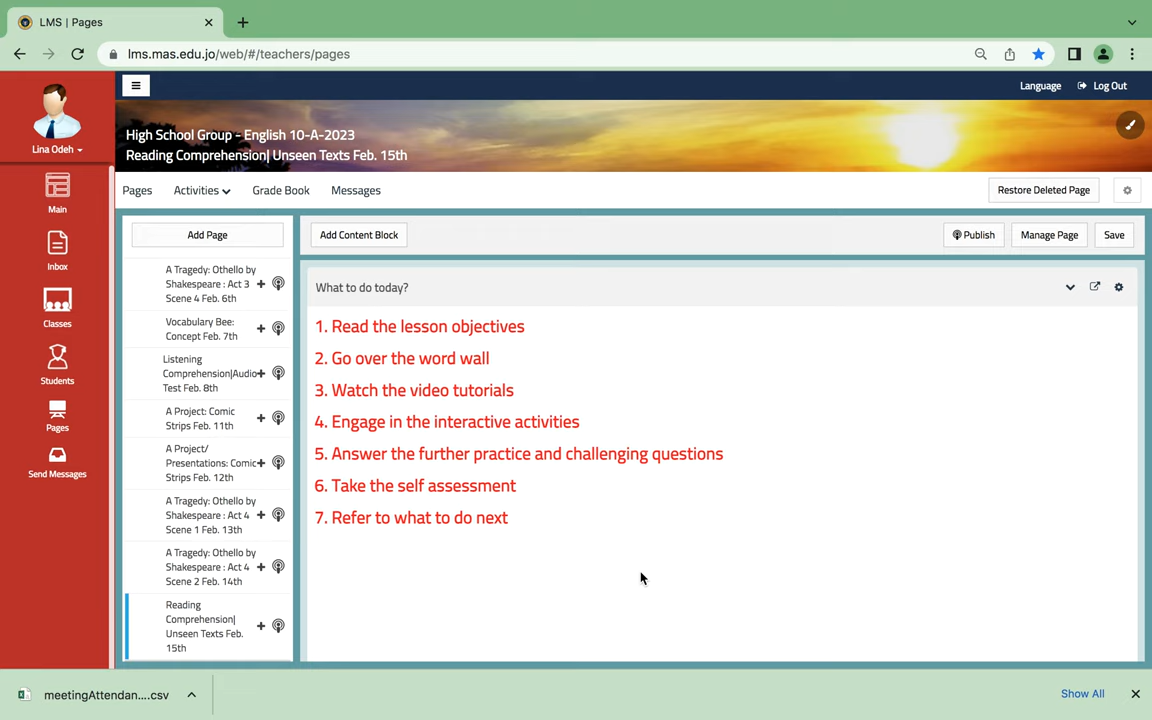 LMS | Pages
lms.mas.edu.jo/web/#/teachers/pages
Language
Log Out
Lina Odeh
High School Group - English 10-A-2023
Reading Comprehension| Unseen Texts Feb. 15th
Pages
Activities
Grade Book
Messages
Restore Deleted Page
Main
Inbox
Classes
Students
Pages
Send Messages
Add Page
A Tragedy: Othello by
Shakespeare : Act 3
Scene 4 Feb. 6th
Vocabulary Bee:
Concept Feb. 7th
Listening
Comprehension|Audio
Test Feb. 8th
A Project: Comic
Strips Feb. 11th
A Project/
Presentations: Comic
Strips Feb. 12th
A Tragedy: Othello by
Shakespeare : Act 4
Scene 1 Feb. 13th
A Tragedy: Othello by
Shakespeare : Act 4
Scene 2 Feb. 14th
Reading
Comprehension|
Unseen Texts Feb.
15th
Add Content Block
Publish
Manage Page
Save
What to do today?
1. Read the lesson objectives
2. Go over the word wall
3. Watch the video tutorials
4. Engage in the interactive activities
5. Answer the further practice and challenging questions
6. Take the self assessment
7. Refer to what to do next
meetingAttendan....csv
Show All